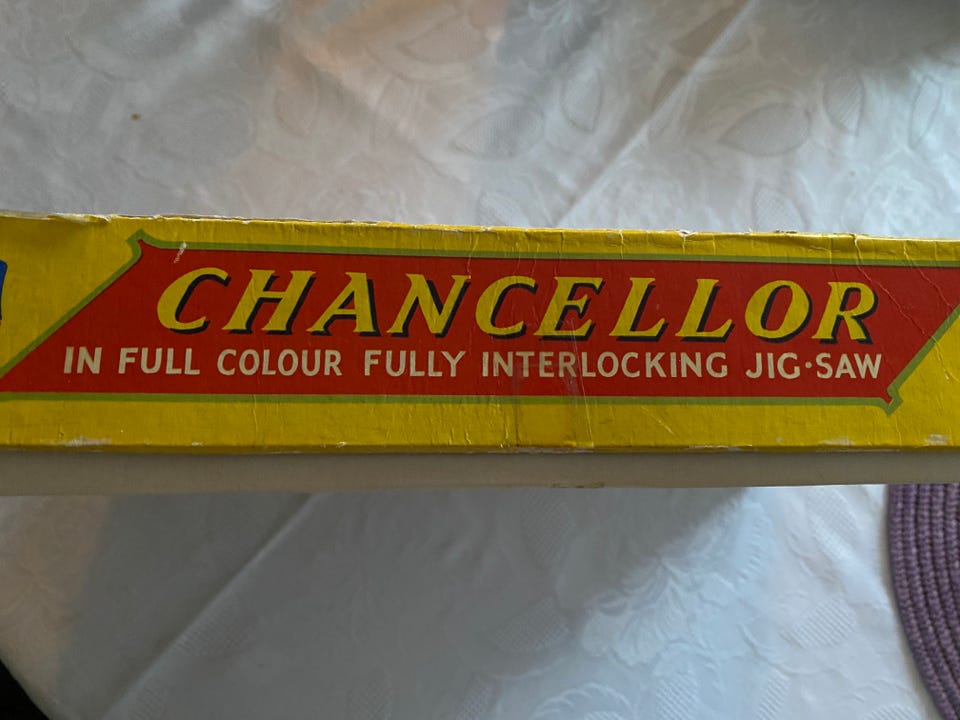 CHANCELLOR
IN FULL COLOUR FULLY INTERLOCKING JIG·SAW